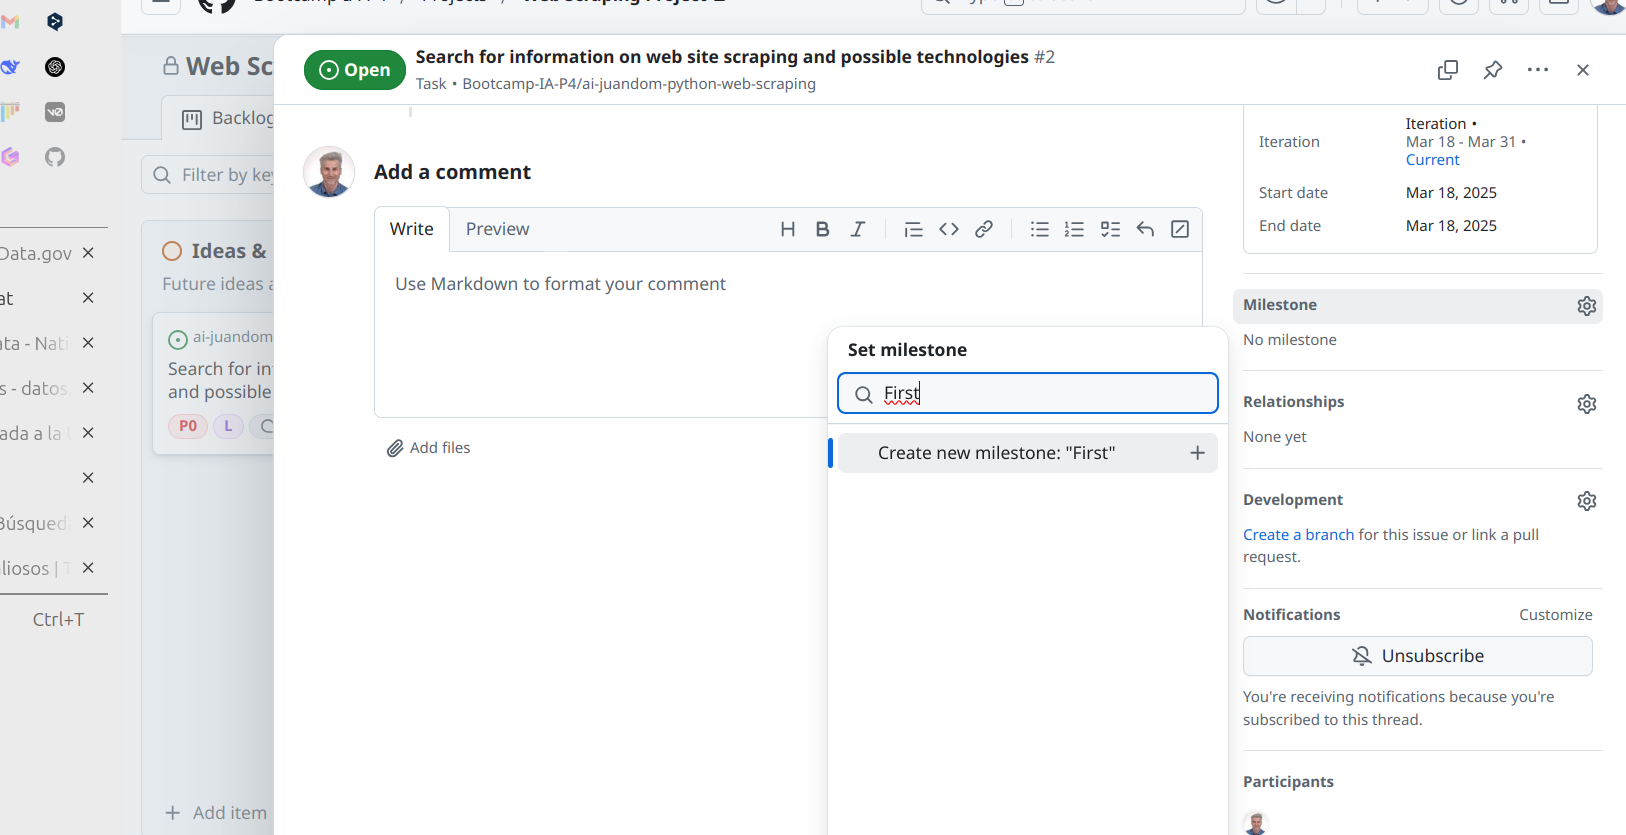 Web Sc
Backlog
Filter by key
Data.gov
at
ata - Nati
s - datos
ada a la
Búsqued
liosos | T
Ctrl+T
Ideas &
Future ideas a
ai-juandom
Search for in
and possible
P0 L
Add item
Open
Search for information on web site scraping and possible technologies #2
Task • Bootcamp-IA-P4/ai-juandom-python-web-scraping
Add a comment
Write Preview
Use Markdown to format your comment
Add files
Set milestone
First
Create new milestone: "First"
Iteration •
Iteration Mar 18 - Mar 31 •
Current
Start date Mar 18, 2025
End date Mar 18, 2025
Milestone
No milestone
Relationships
None yet
Development
Create a branch for this issue or link a pull
request.
Notifications Customize
Unsubscribe
You're receiving notifications because you're
subscribed to this thread.
Participants